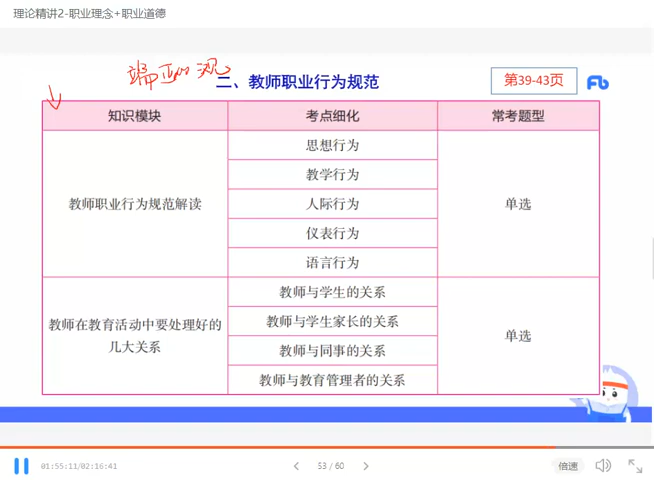 理论精讲2-职业理念+职业道德
端正的观
二、教师职业行为规范
第39-43页
知识模块
考点细化
常考题型
教师职业行为规范解读
思想行为
教学行为
人际行为
仪表行为
语言行为
单选
教师在教育活动中要处理好的
几大关系
教师与学生的关系
教师与学生家长的关系
教师与同事的关系
教师与教育管理者的关系
单选
01:55:11/02:16:41
53 / 60
倍速